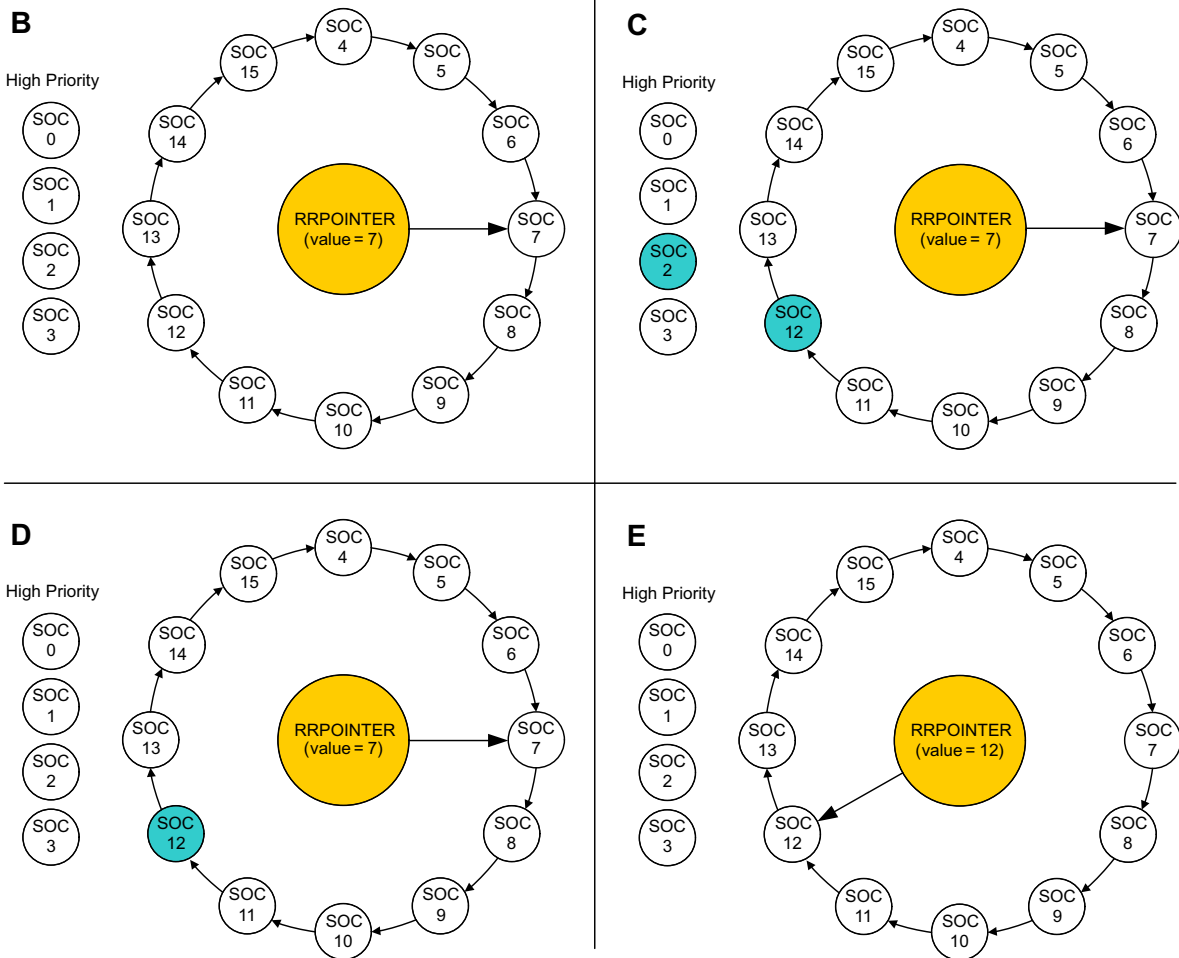 B
High Priority
SOC
0
SOC
1
SOC
2
SOC
3
SOC
4
SOC
5
SOC
6
SOC
7
SOC
8
SOC
9
SOC
10
SOC
11
SOC
12
SOC
13
SOC
14
SOC
15
RRPOINTER
(value = 7)
C
High Priority
SOC
0
SOC
1
SOC
2
SOC
3
SOC
4
SOC
5
SOC
6
SOC
7
SOC
8
SOC
9
SOC
10
SOC
11
SOC
12
SOC
13
SOC
14
SOC
15
RRPOINTER
(value = 7)
D
High Priority
SOC
0
SOC
1
SOC
2
SOC
3
SOC
4
SOC
5
SOC
6
SOC
7
SOC
8
SOC
9
SOC
10
SOC
11
SOC
12
SOC
13
SOC
14
SOC
15
RRPOINTER
(value = 7)
E
High Priority
SOC
0
SOC
1
SOC
2
SOC
3
SOC
4
SOC
5
SOC
6
SOC
7
SOC
8
SOC
9
SOC
10
SOC
11
SOC
12
SOC
13
SOC
14
SOC
15
RRPOINTER
(value = 12)